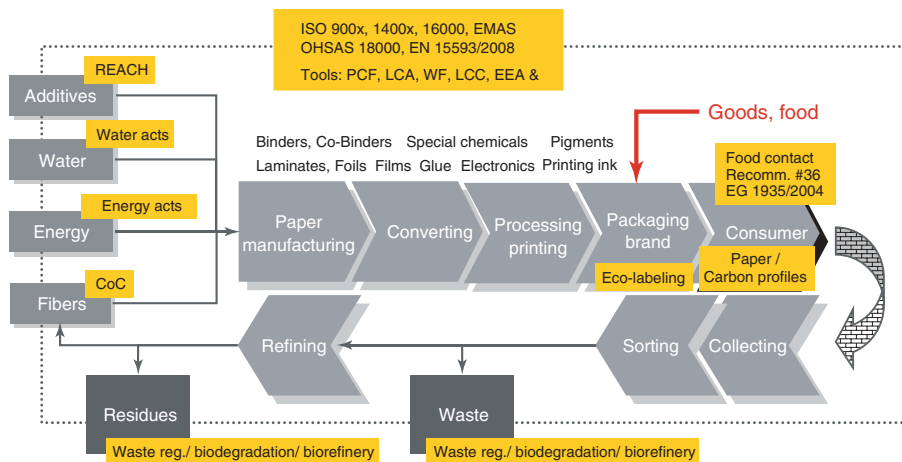 ISO 900x, 1400x, 16000, EMAS
OHSAS 18000, EN 15593/2008
Tools: PCF, LCA, WF, LCC, EEA &
REACH
Additives
Water acts
Water
Energy acts
Energy
CoC
Fibers
Goods, food
Binders, Co-Binders Special chemicals Pigments
Laminates, Foils Films Glue Electronics Printing ink
Food contact
Recomm. #36
EG 1935/2004
Paper
manufacturing
Converting
Processing
printing
Packaging
brand
Consumer
Eco-labeling
Paper /
Carbon profiles
Refining
Sorting
Collecting
Residues
Waste
Waste reg./ biodegradation/ biorefinery
Waste reg./ biodegradation/ biorefinery